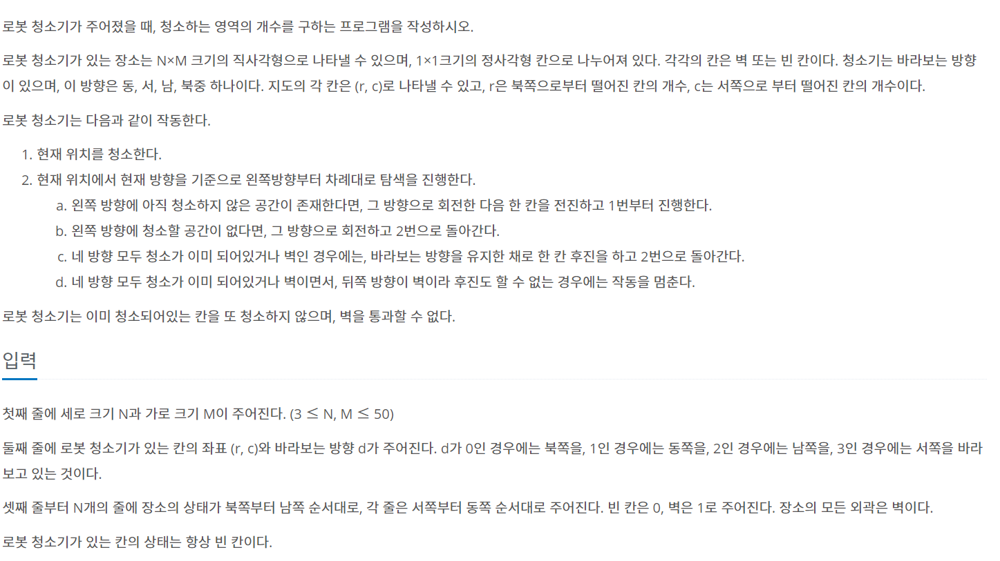 로봇 청소기가 주어졌을 때, 청소하는 영역의 개수를 구하는 프로그램을 작성하시오.
로봇 청소기가 있는 장소는 N×M 크기의 직사각형으로 나타낼 수 있으며, 1×1크기의 정사각형 칸으로 나누어져 있다. 각각의 칸은 벽 또는 빈 칸이다. 청소기는 바라보는 방향
이 있으며, 이 방향은 동, 서, 남, 북중 하나이다. 지도의 각 칸은 (r, c)로 나타낼 수 있고, r은 북쪽으로부터 떨어진 칸의 개수, c는 서쪽으로 부터 떨어진 칸의 개수이다.
로봇 청소기는 다음과 같이 작동한다.
1. 현재 위치를 청소한다.
2. 현재 위치에서 현재 방향을 기준으로 왼쪽방향부터 차례대로 탐색을 진행한다.
a. 왼쪽 방향에 아직 청소하지 않은 공간이 존재한다면, 그 방향으로 회전한 다음 한 칸을 전진하고 1번부터 진행한다.
b. 왼쪽 방향에 청소할 공간이 없다면, 그 방향으로 회전하고 2번으로 돌아간다.
c. 네 방향 모두 청소가 이미 되어있거나 벽인 경우에는, 바라보는 방향을 유지한 채로 한 칸 후진을 하고 2번으로 돌아간다.
d. 네 방향 모두 청소가 이미 되어있거나 벽이면서, 뒤쪽 방향이 벽이라 후진도 할 수 없는 경우에는 작동을 멈춘다.
로봇 청소기는 이미 청소되어있는 칸을 또 청소하지 않으며, 벽을 통과할 수 없다.
입력
첫째 줄에 세로 크기 N과 가로 크기 M이 주어진다. (3 ≤ N, M ≤ 50)
둘째 줄에 로봇 청소기가 있는 칸의 좌표 (r, c)와 바라보는 방향 d가 주어진다. d가 0인 경우에는 북쪽을, 1인 경우에는 동쪽을, 2인 경우에는 남쪽을, 3인 경우에는 서쪽을 바라
보고 있는 것이다.
셋째 줄부터 N개의 줄에 장소의 상태가 북쪽부터 남쪽 순서대로, 각 줄은 서쪽부터 동쪽 순서대로 주어진다. 빈 칸은 0, 벽은 1로 주어진다. 장소의 모든 외곽은 벽이다.
로봇 청소기가 있는 칸의 상태는 항상 빈 칸이다.